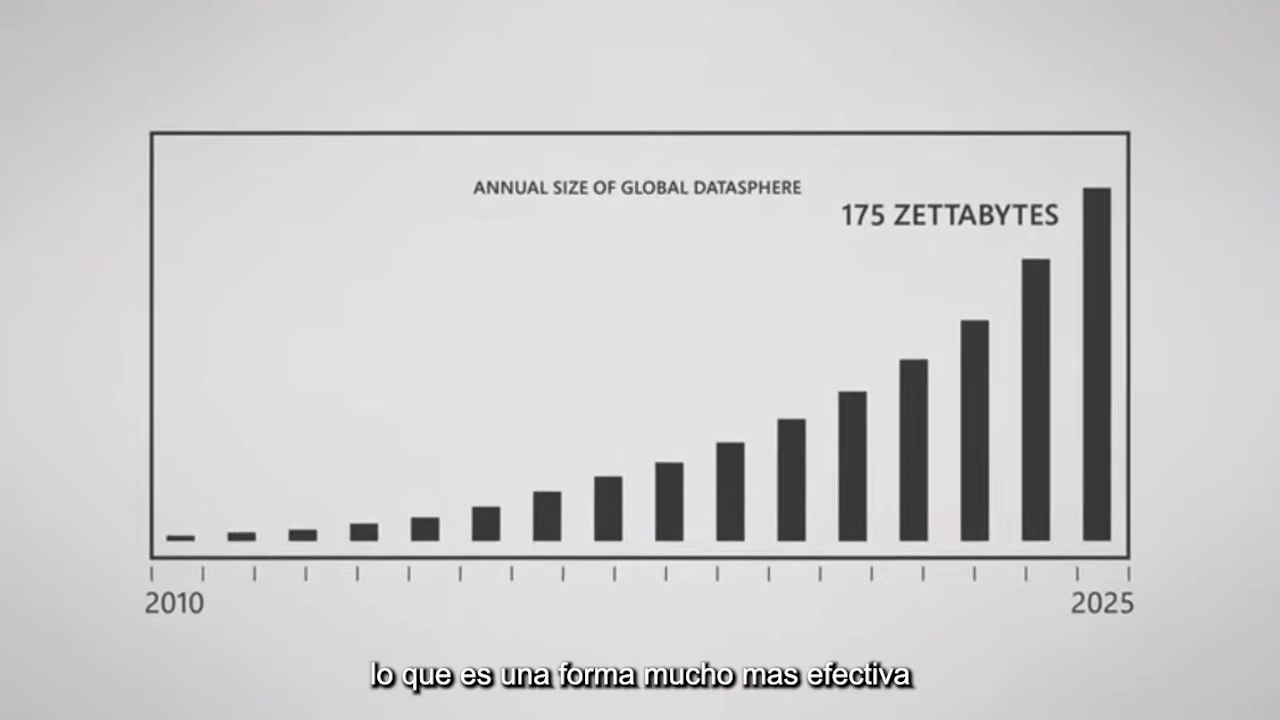 ANNUAL SIZE OF GLOBAL DATASPHERE
175 ZETTABYTES
2010
2025
lo que es una forma mucho mas efectiva